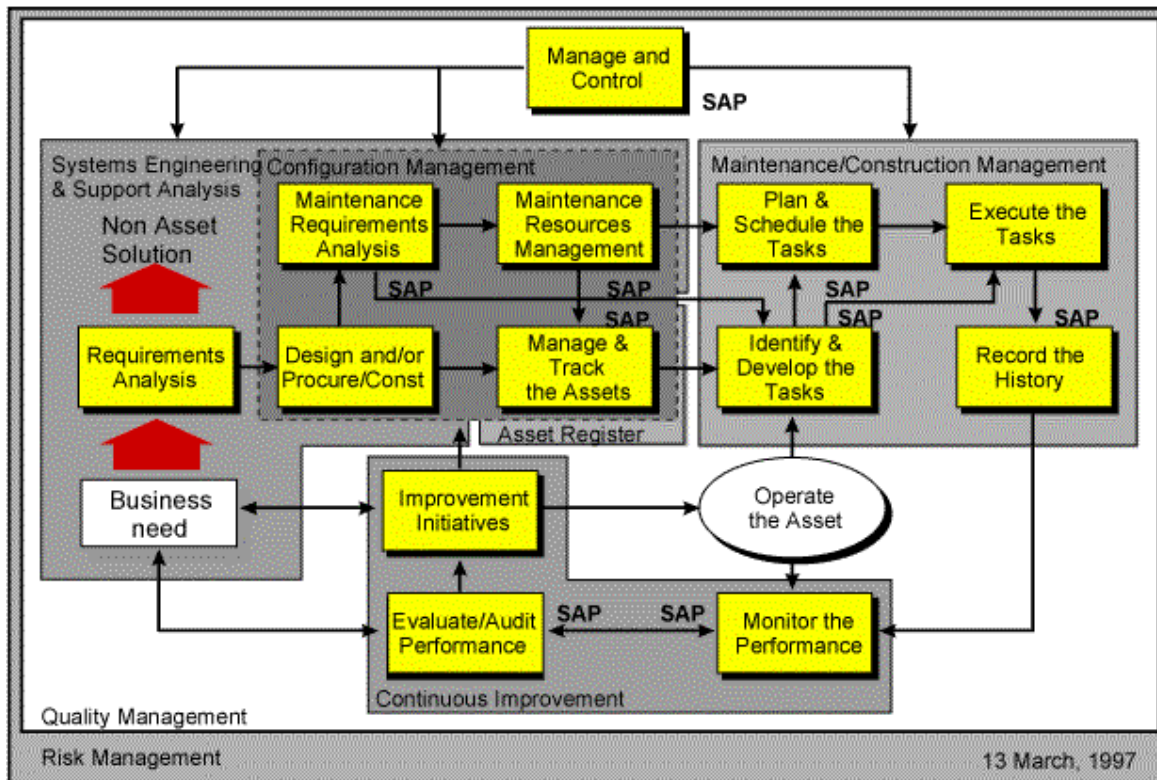 Manage and
Control
SAP
Systems Engineering
& Support Analysis
Configuration Management
Maintenance/Construction Management
Maintenance
Requirements
Analysis
Maintenance
Resources
Management
Plan &
Schedule the
Tasks
Execute the
Tasks
Non Asset
Solution
SAP
SAP
SAP
SAP
SAP
SAP
Requirements
Analysis
Design and/or
Procure/Const
Manage &
Track
the Assets
Identify &
Develop the
Tasks
Record the
History
Asset Register
Business
need
Improvement
Initiatives
Operate
the Asset
Evaluate/Audit
Performance
SAP
SAP
Monitor the
Performance
Continuous Improvement
Quality Management
Risk Management
13 March, 1997